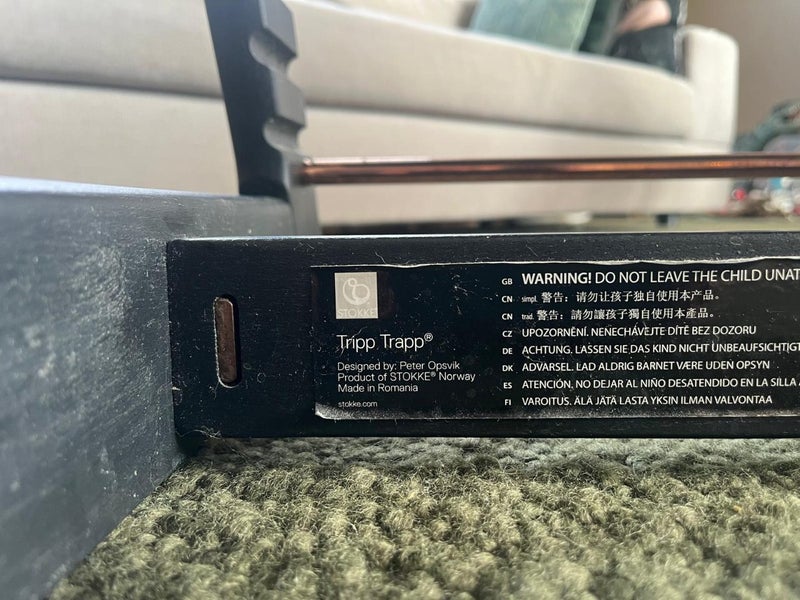 STOKKE
Tripp Trapp®
Designed by: Peter Opsvik
Product of STOKKE® Norway
Made in Romania
stokke.com
GB WARNING! DO NOT LEAVE THE CHILD UNAT
CN simpl. 警告：请勿让孩子独自使用本产品。
CN trad. 警告：請勿讓孩子獨自使用本產品。
CZ UPOZORNĚNÍ. NENECHÁVEJTE DÍTĚ BEZ DOZORU
DE ACHTUNG. LASSEN SIE DAS KIND NICHT UNBEAUFSICHTIGT
DK ADVARSEL. LAD ALDRIG BARNET VÆRE UDEN OPSYN
ES ATENCIÓN. NO DEJAR AL NIÑO DESATENDIDO EN LA SILLA
FI VAROITUS. ÄLÄ JÄTÄ LASTA YKSIN ILMAN VALVONTAA